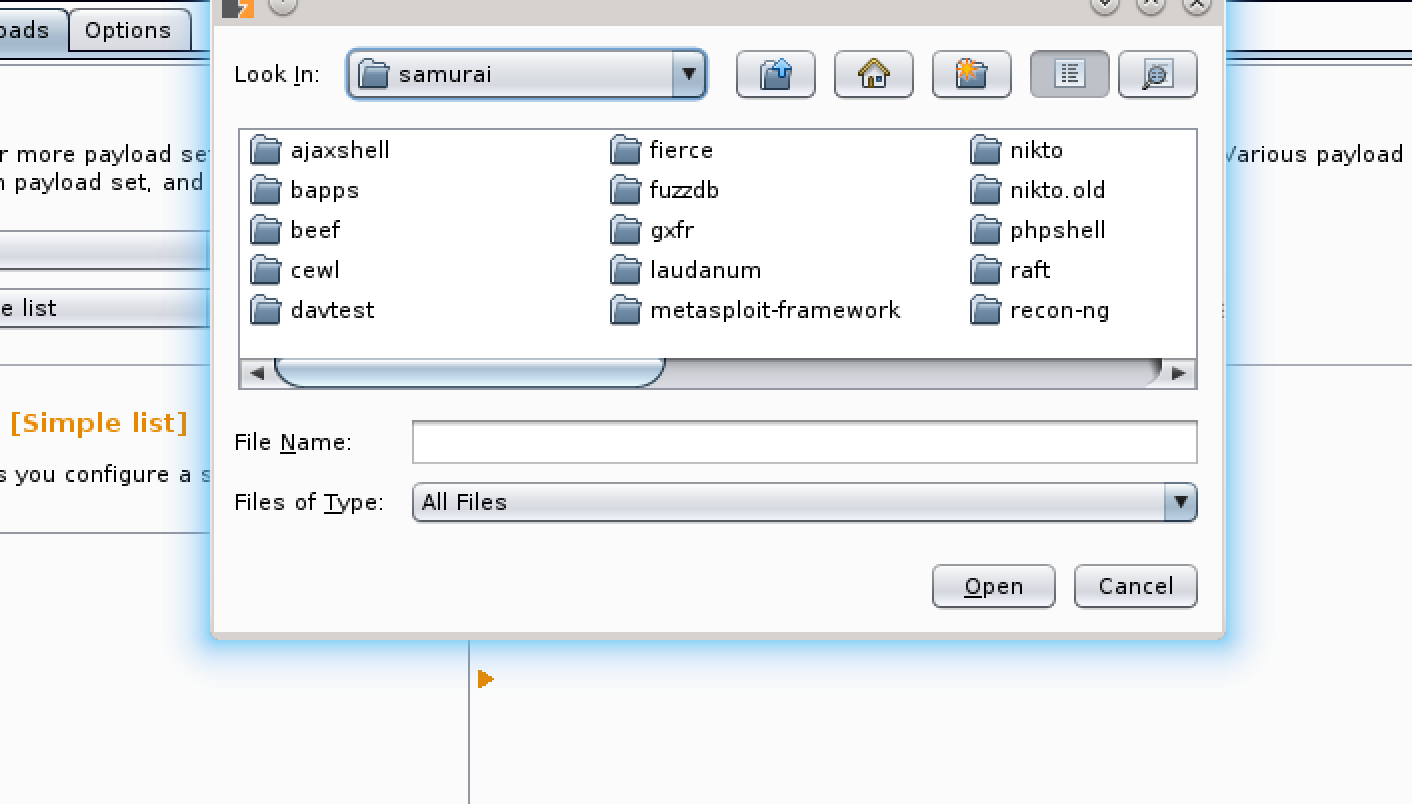 oads Options
Look In: samurai
r more payload se
Various payload
n payload set, and
ajaxshell fierce nikto
bapps fuzzdb nikto.old
beef gxfr phpshell
cewl laudanum raft
davtest metasploit-framework recon-ng
e list
[Simple list]
File Name:
s you configure a s
Files of Type: All Files
Open Cancel